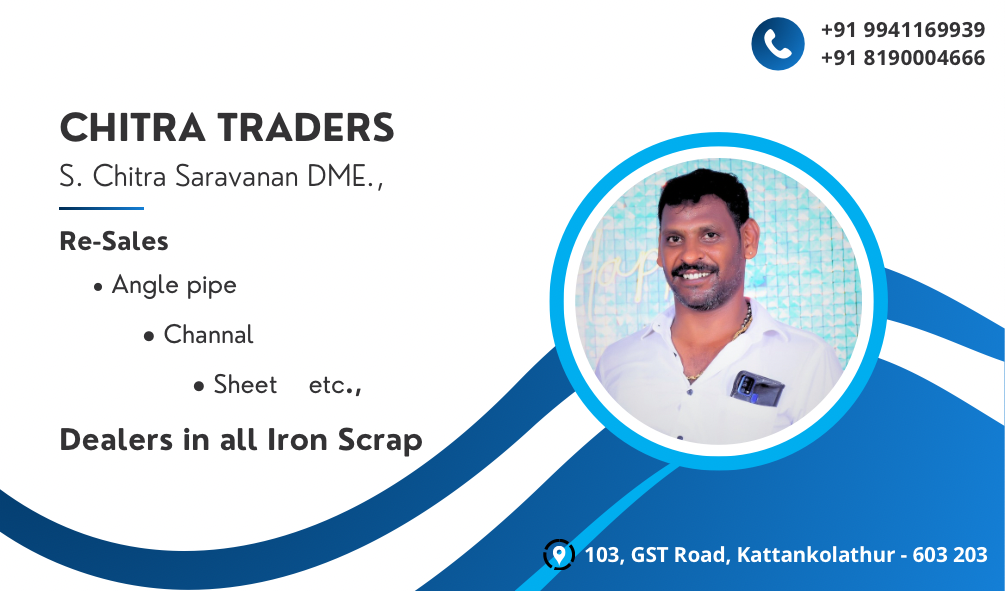 +91 9941169939
+91 8190004666
CHITRA TRADERS
S. Chitra Saravanan DME.,
Re-Sales
• Angle pipe
• Channal
• Sheet etc.,
Dealers in all Iron Scrap
103, GST Road, Kattankolathur - 603 203